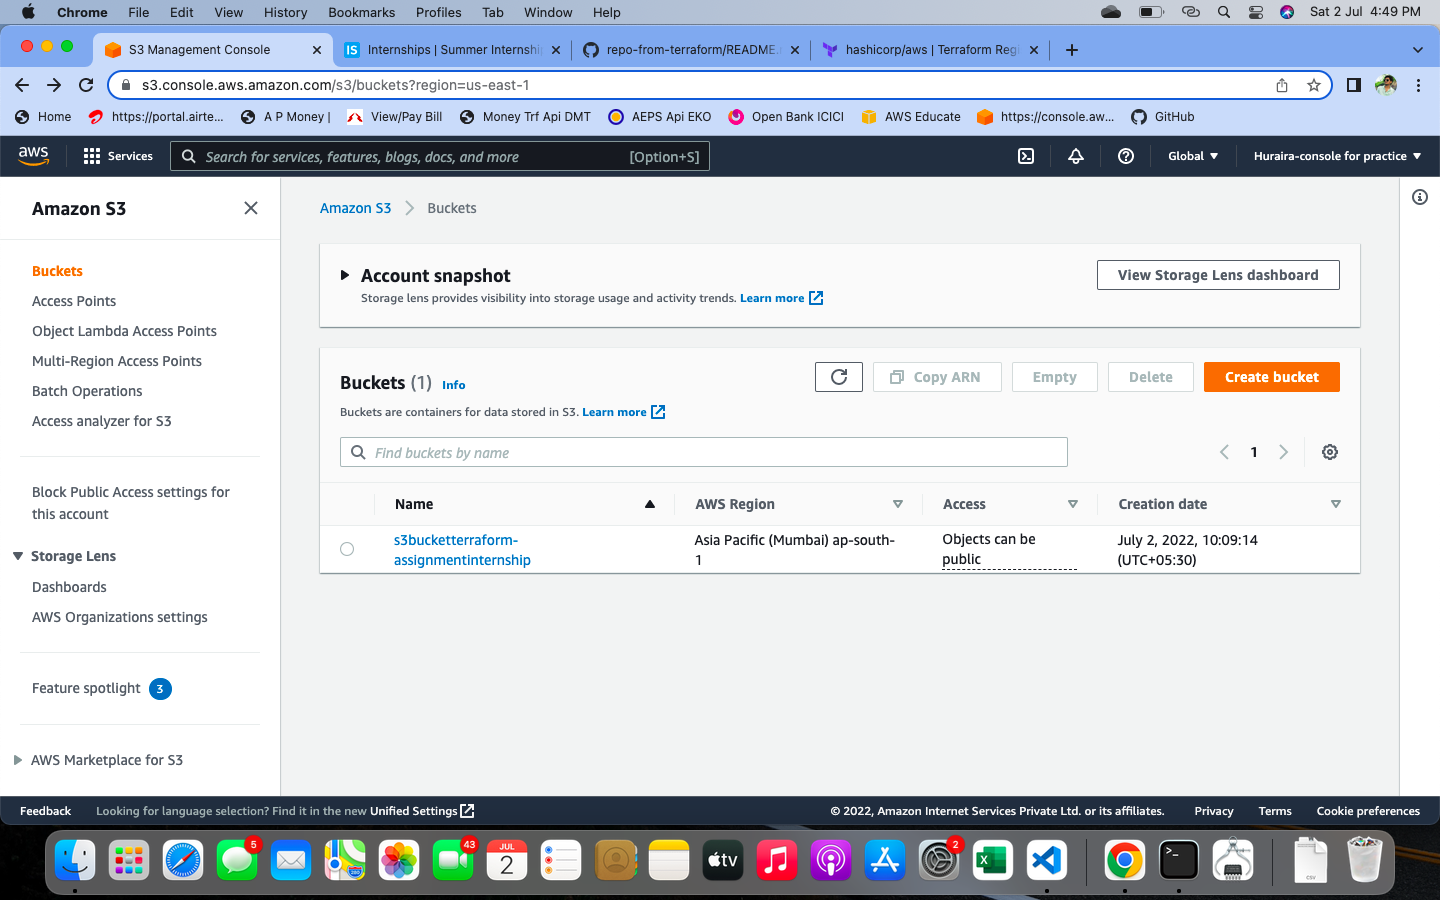 Chrome File Edit View History Bookmarks Profiles Tab Window Help Sat 2 Jul 4:49 PM
S3 Management Console IS Internships | Summer Internshi repo-from-terraform/README. hashicorp/aws | Terraform Reg
s3.console.aws.amazon.com/s3/buckets?region=us-east-1
Home https://portal.airte... A P Money | View/Pay Bill Money Trf Api DMT AEPS Api EKO Open Bank ICICI AWS Educate https://console.aw... GitHub
aws Services Search for services, features, blogs, docs, and more [Option+S] Global Huraira-console for practice
Amazon S3
Buckets
Access Points
Object Lambda Access Points
Multi-Region Access Points
Batch Operations
Access analyzer for S3
Block Public Access settings for
this account
Storage Lens
Dashboards
AWS Organizations settings
Feature spotlight 3
AWS Marketplace for S3
Amazon S3 Buckets
Account snapshot
View Storage Lens dashboard
Storage lens provides visibility into storage usage and activity trends. Learn more
Buckets (1) Info
Copy ARN Empty Delete Create bucket
Buckets are containers for data stored in S3. Learn more
Find buckets by name
1
Name AWS Region Access Creation date
s3bucketterraform-
assignmentinternship
Asia Pacific (Mumbai) ap-south-
1
Objects can be
public
July 2, 2022, 10:09:14
(UTC+05:30)
Feedback Looking for language selection? Find it in the new Unified Settings © 2022, Amazon Internet Services Private Ltd. or its affiliates. Privacy Terms Cookie preferences
5 43 JUL 2 tv 2 X >_ CSV